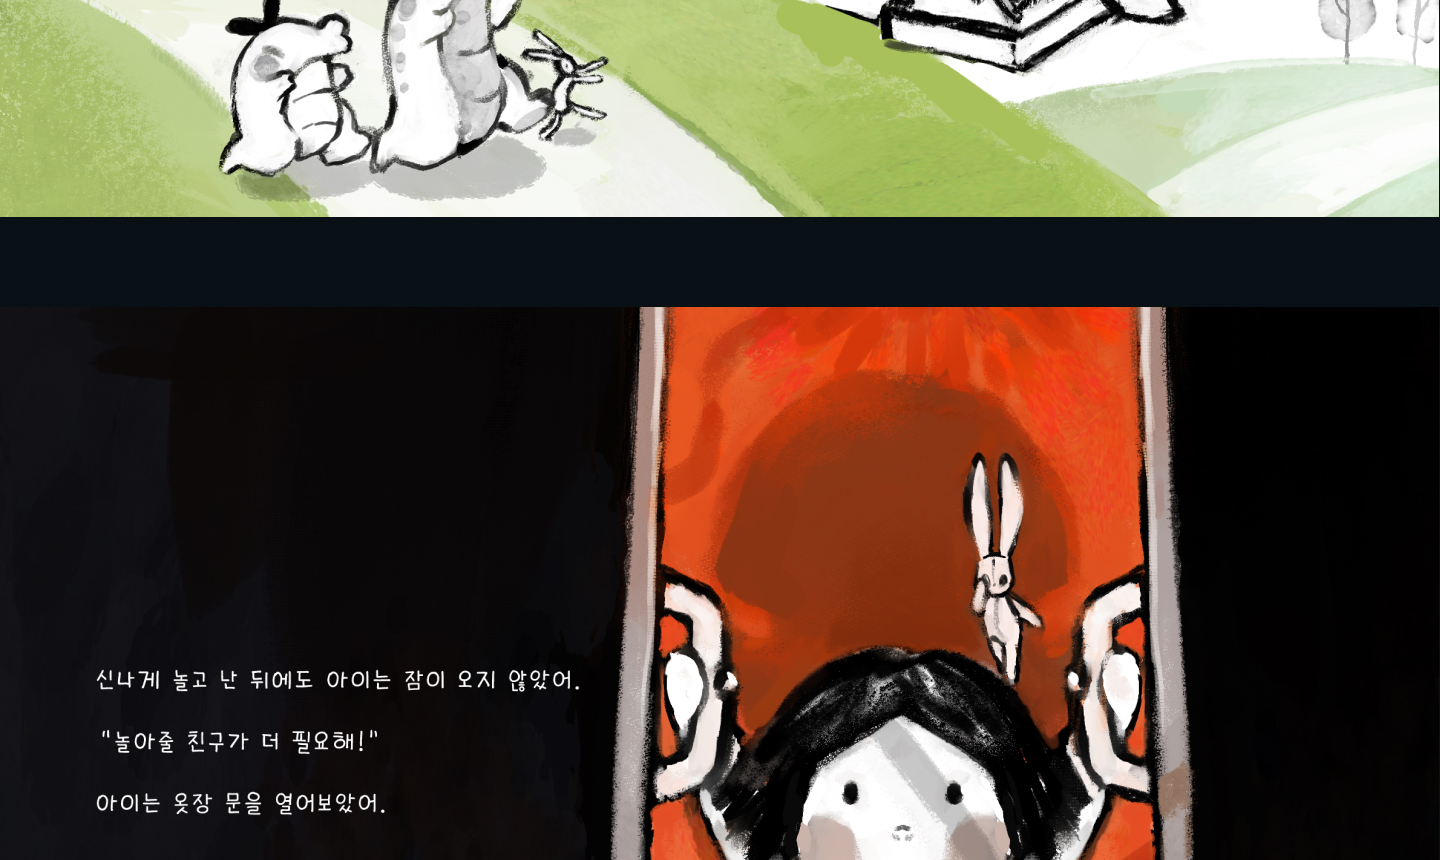 신나게 놀고 난 뒤에도 아이는 잠이 오지 않았어.
"놀아줄 친구가 더 필요해!"
아이는 옷장 문을 열어보았어.